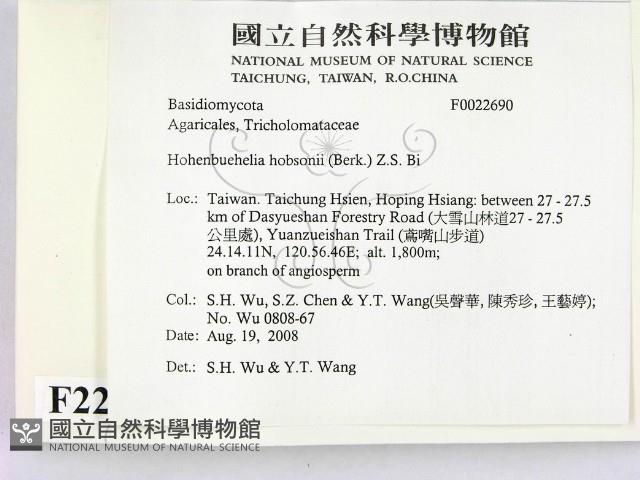 國立自然科學博物館
NATIONAL MUSEUM OF NATURAL SCIENCE
TAICHUNG, TAIWAN, R.O.CHINA
Basidiomycota F0022690
Agaricales, Tricholomataceae
Hohenbuehelia hobsonii (Berk.) Z.S. Bi
Loc.: Taiwan. Taichung Hsien, Hoping Hsiang: between 27 - 27.5
km of Dasyueshan Forestry Road (大雪山林道27 - 27.5
公里處), Yuanzueishan Trail (鳶嘴山步道)
24.14.11N, 120.56.46E; alt. 1,800m;
on branch of angiosperm
Col.: S.H. Wu, S.Z. Chen & Y.T. Wang(吳聲華, 陳秀珍, 王藝婷);
No. Wu 0808-67
Date: Aug. 19, 2008
Det.: S.H. Wu & Y.T. Wang
F22
國立自然科學博物館
NATIONAL MUSEUM OF NATURAL SCIENCE